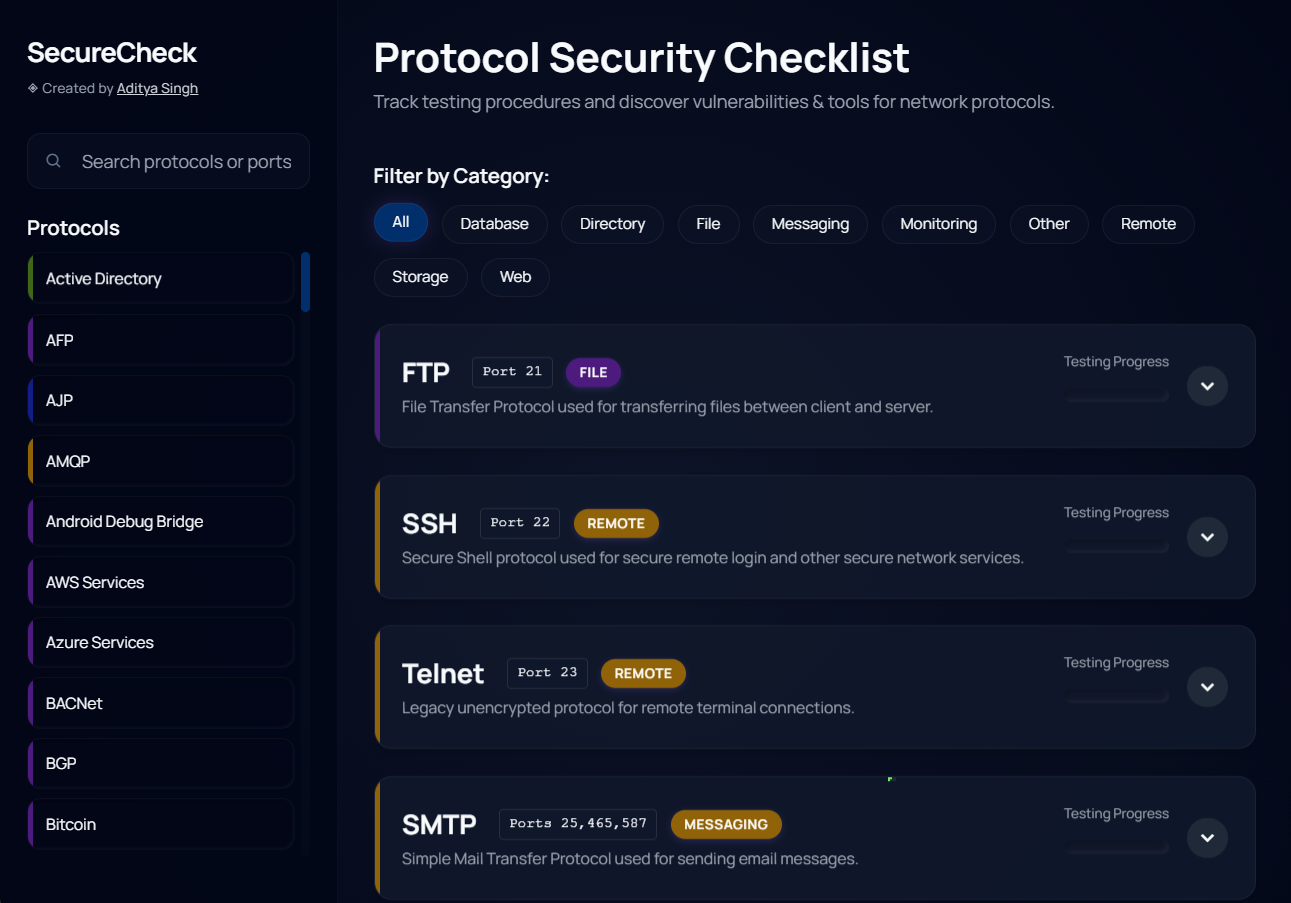 SecureCheck
Created by Aditya Singh
Search protocols or ports
Protocols
Active Directory
AFP
AJP
AMQP
Android Debug Bridge
AWS Services
Azure Services
BACNet
BGP
Bitcoin
Protocol Security Checklist
Track testing procedures and discover vulnerabilities & tools for network protocols.
Filter by Category:
All Database Directory File Messaging Monitoring Other Remote
Storage Web
FTP Port 21 FILE
File Transfer Protocol used for transferring files between client and server.
Testing Progress
SSH Port 22 REMOTE
Secure Shell protocol used for secure remote login and other secure network services.
Testing Progress
Telnet Port 23 REMOTE
Legacy unencrypted protocol for remote terminal connections.
Testing Progress
SMTP Ports 25,465,587 MESSAGING
Simple Mail Transfer Protocol used for sending email messages.
Testing Progress